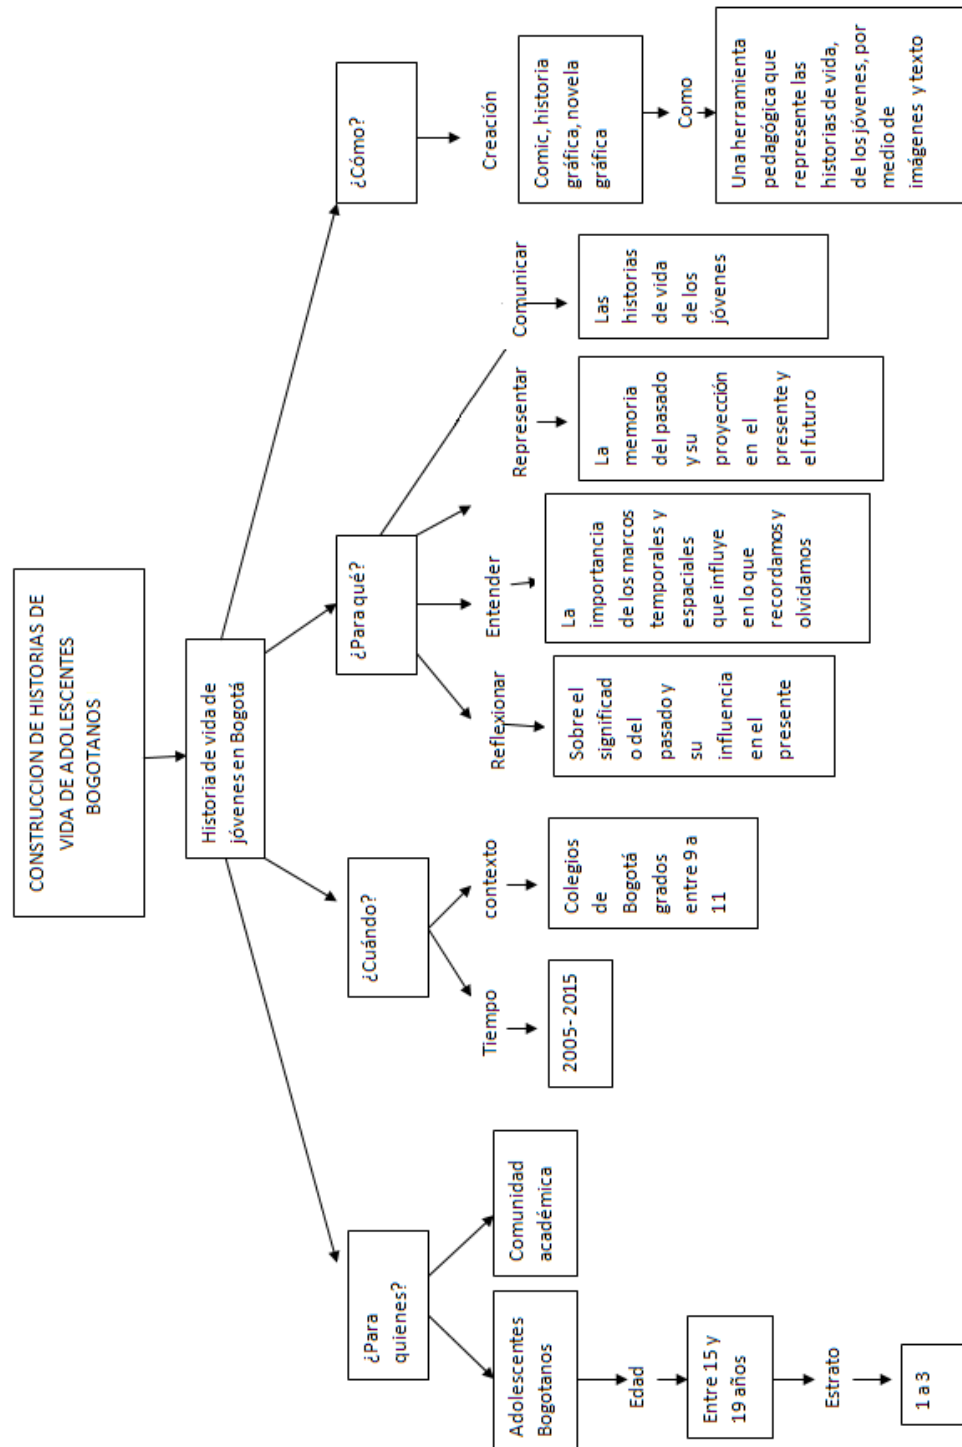 CONSTRUCCION DE HISTORIAS DE
VIDA DE ADOLESCENTES
BOGOTANOS
Historia de vida de
jóvenes en Bogotá
¿Para
quienes?
¿Cuándo?
¿Para qué?
¿Cómo?
Adolescentes
Bogotanos
Edad
Entre 15 y
19 años
Estrato
1 a 3
Comunidad
académica
Tiempo
2005- 2015
contexto
Colegios
de
Bogotá
grados
entre 9 a
11
Reflexionar
Sobre el
significad
o del
pasado y
su
influencia
en el
presente
Entender
La
importancia
de los marcos
temporales y
espaciales
que influye
en lo que
recordamos y
olvidamos
Representar
La
memoria
del pasado
y su
proyección
en el
presente y
el futuro
Comunicar
Las
historias
de vida
de los
jóvenes
Creación
Comic, historia
gráfica, novela
gráfica
Como
Una herramienta
pedagógica que
represente las
historias de vida,
de los jóvenes, por
medio de
imágenes y texto